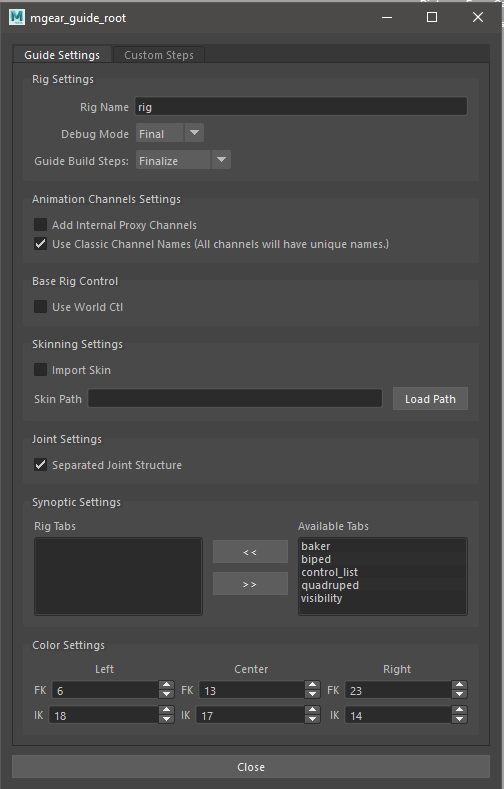 mgear_guide_root
Guide Settings Custom Steps
Rig Settings
Rig Name rig
Debug Mode Final
Guide Build Steps: Finalize
Animation Channels Settings
Add Internal Proxy Channels
Use Classic Channel Names (All channels will have unique names.)
Base Rig Control
Use World Ctl
Skinning Settings
Import Skin
Skin Path Load Path
Joint Settings
Separated Joint Structure
Synoptic Settings
Rig Tabs Available Tabs
<<
>>
baker
biped
control_list
quadruped
visibility
Color Settings
Left Center Right
FK 6 FK 13 FK 23
IK 18 IK 17 IK 14
Close